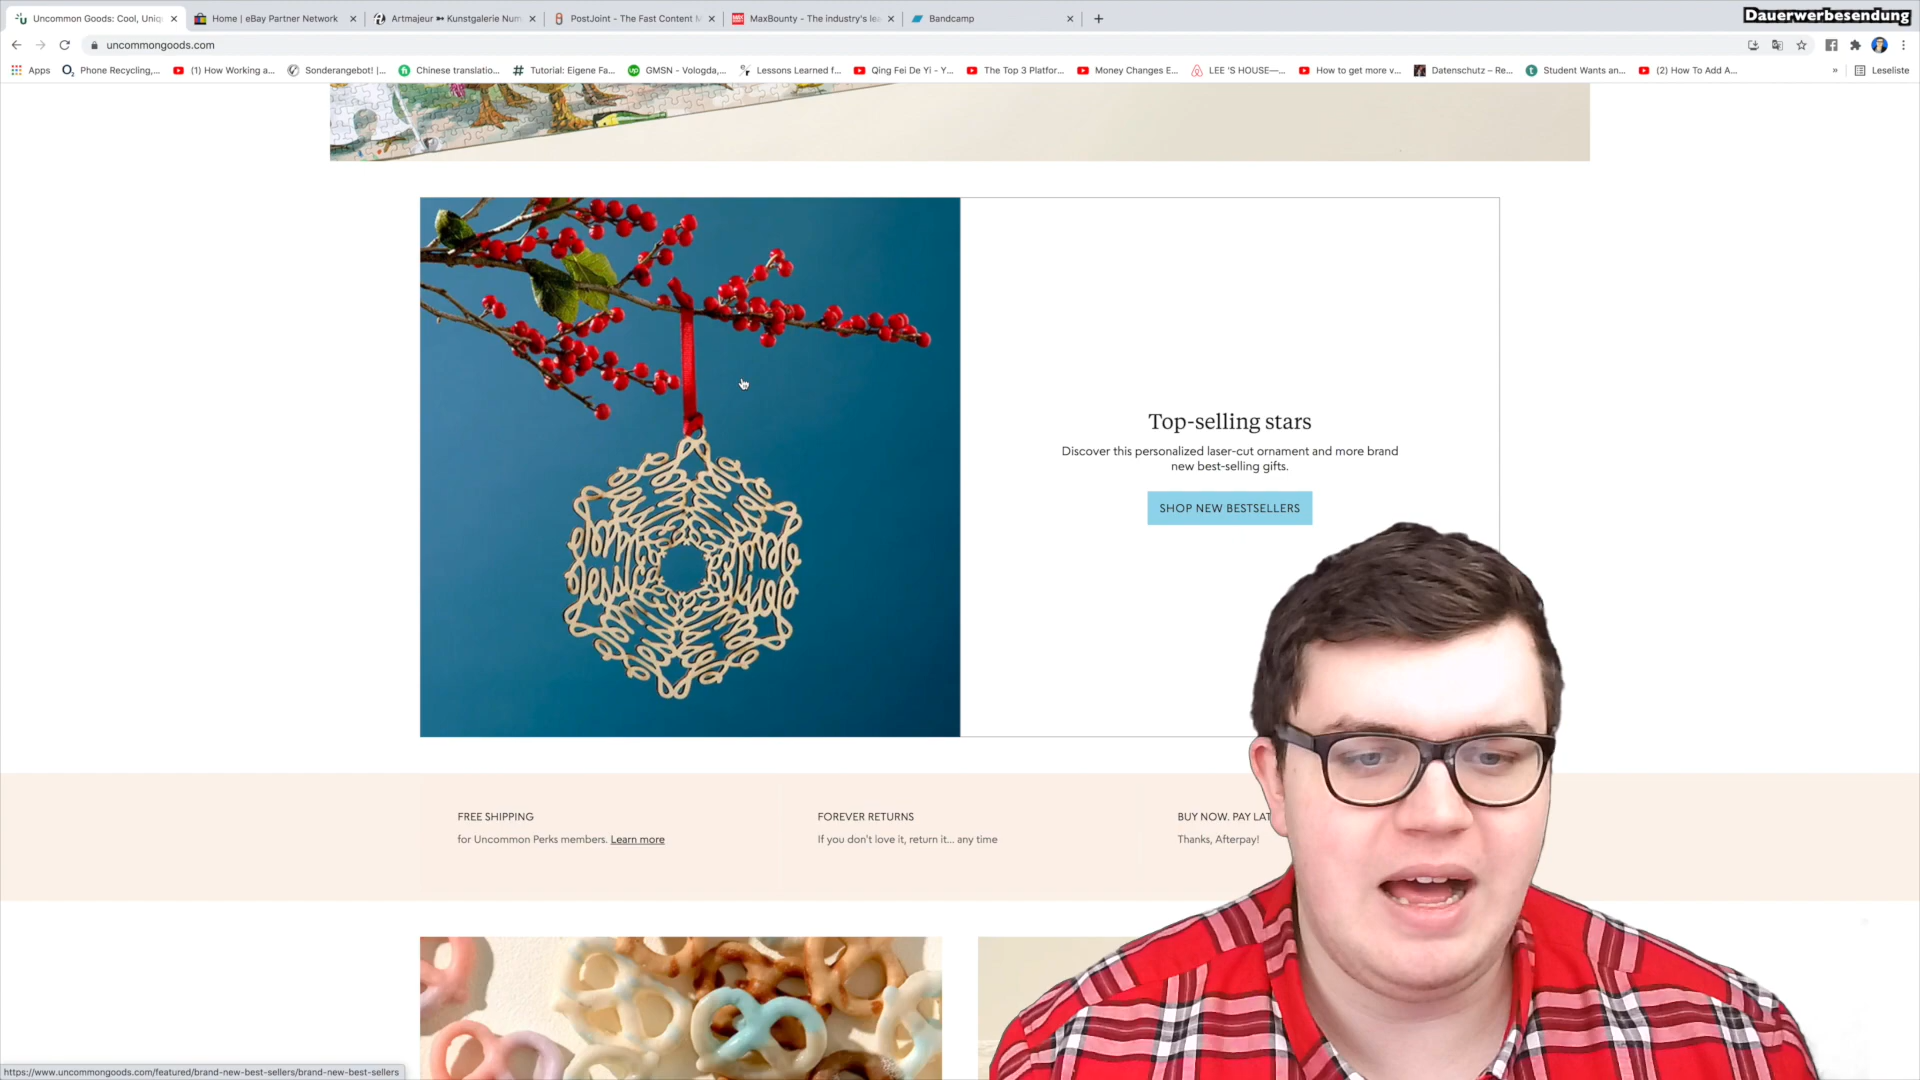 Uncommon Goods: Cool, Uniq
Home | eBay Partner Network
Artmajeur ➳ Kunstgalerie Num
PostJoint - The Fast Content M
MaxBounty - The industry's lea
Bandcamp
Dauerwerbesendung
uncommongoods.com
Apps
Phone Recycling,...
(1) How Working a...
Sonderangebot! |...
Chinese translatio...
Tutorial: Eigene Fa...
GMSN - Vologda,...
Lessons Learned f...
Qing Fei De Yi - Y...
The Top 3 Platfor...
Money Changes E...
LEE 'S HOUSE—...
How to get more v...
Datenschutz – Re...
Student Wants an...
(2) How To Add A...
»
Leseliste
Top-selling stars
Discover this personalized laser-cut ornament and more brand
new best-selling gifts.
SHOP NEW BESTSELLERS
FREE SHIPPING
for Uncommon Perks members. Learn more
FOREVER RETURNS
If you don't love it, return it... any time
BUY NOW. PAY LAT
Thanks, Afterpay!
https://www.uncommongoods.com/featured/brand-new-best-sellers/brand-new-best-sellers